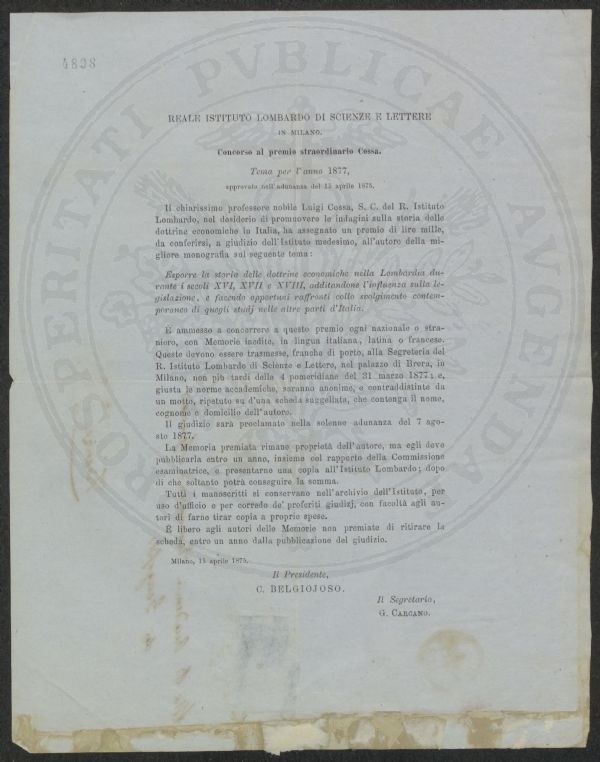 4808
PROSPERITATI PVBLICAE AVGENDAE
REALE ISTITUTO LOMBARDO DI SCIENZE E LETTERE
IN MILANO.
Concorso al premio straordinario Cossa.
Tema per l'anno 1877,
approvato nell'adunanza del 15 aprile 1875.
Il chiarissimo professore nobile Luigi Cossa, S. C. del R. Istituto
Lombardo, nel desiderio di promuovere le indagini sulla storia delle
dottrine economiche in Italia, ha assegnato un premio di lire mille,
da conferirsi, a giudizio dell'Istituto medesimo, all'autore della mi-
gliore monografia sul seguente tema:
Esporre la storia delle dottrine economiche nella Lombardia du-
rante i secoli XVI, XVII e XVIII, additandone l'influenza sulla le-
gislazione, e facendo opportuni raffronti collo svolgimento contem-
poraneo di quegli studj nelle altre parti d'Italia.
È ammesso a concorrere a questo premio ogni nazionale o stra-
niero, con Memorie inedite, in lingua italiana, latina o francese.
Queste devono essere trasmesse, franche di porto, alla Segreteria del
R. Istituto Lombardo di Scienze e Lettere, nel palazzo di Brera, in
Milano, non più tardi delle 4 pomeridiane del 31 marzo 1877; e,
giusta le norme accademiche, saranno anonime, e contraddistinte da
un motto, ripetuto su d'una scheda suggellata, che contenga il nome,
cognome e domicilio dell'autore.
Il giudizio sarà proclamato nella solenne adunanza del 7 ago-
sto 1877.
La Memoria premiata rimane proprietà dell'autore, ma egli deve
pubblicarla entro un anno, insieme col rapporto della Commissione
esaminatrice, e presentarne una copia all'Istituto Lombardo; dopo
di che soltanto potrà conseguire la somma.
Tutti i manoscritti si conservano nell'archivio dell'Istituto, per
uso d'ufficio e per corredo de' proferiti giudizj, con facoltà agli au-
tori di farne tirar copia a proprie spese.
È libero agli autori delle Memorie non premiate di ritirare la
scheda, entro un anno dalla pubblicazione del giudizio.
Milano, 15 aprile 1875.
Il Presidente,
C. BELGIOJOSO.
Il Segretario,
G. CARCANO.